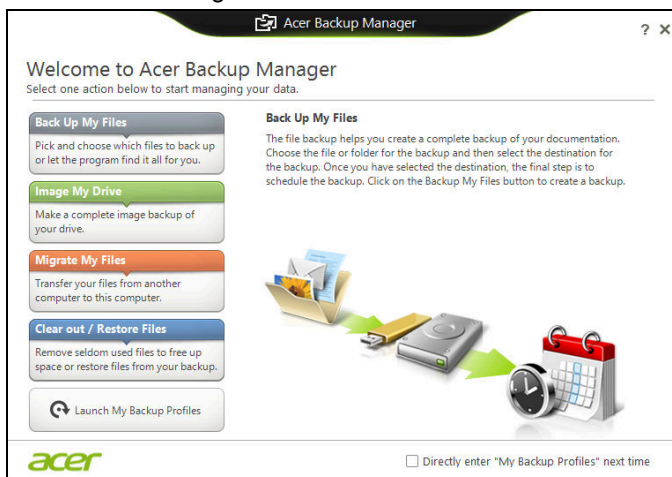 Acer Backup Manager
? X
Welcome to Acer Backup Manager
Select one action below to start managing your data.
Back Up My Files
Pick and choose which files to back up
or let the program find it all for you.
Image My Drive
Make a complete image backup of
your drive.
Migrate My Files
Transfer your files from another
computer to this computer.
Clear out / Restore Files
Remove seldom used files to free up
space or restore files from your backup.
Launch My Backup Profiles
Back Up My Files
The file backup helps you create a complete backup of your documentation.
Choose the file or folder for the backup and then select the destination for
the backup. Once you have selected the destination, the final step is to
schedule the backup. Click on the Backup My Files button to create a backup.
acer
Directly enter "My Backup Profiles" next time